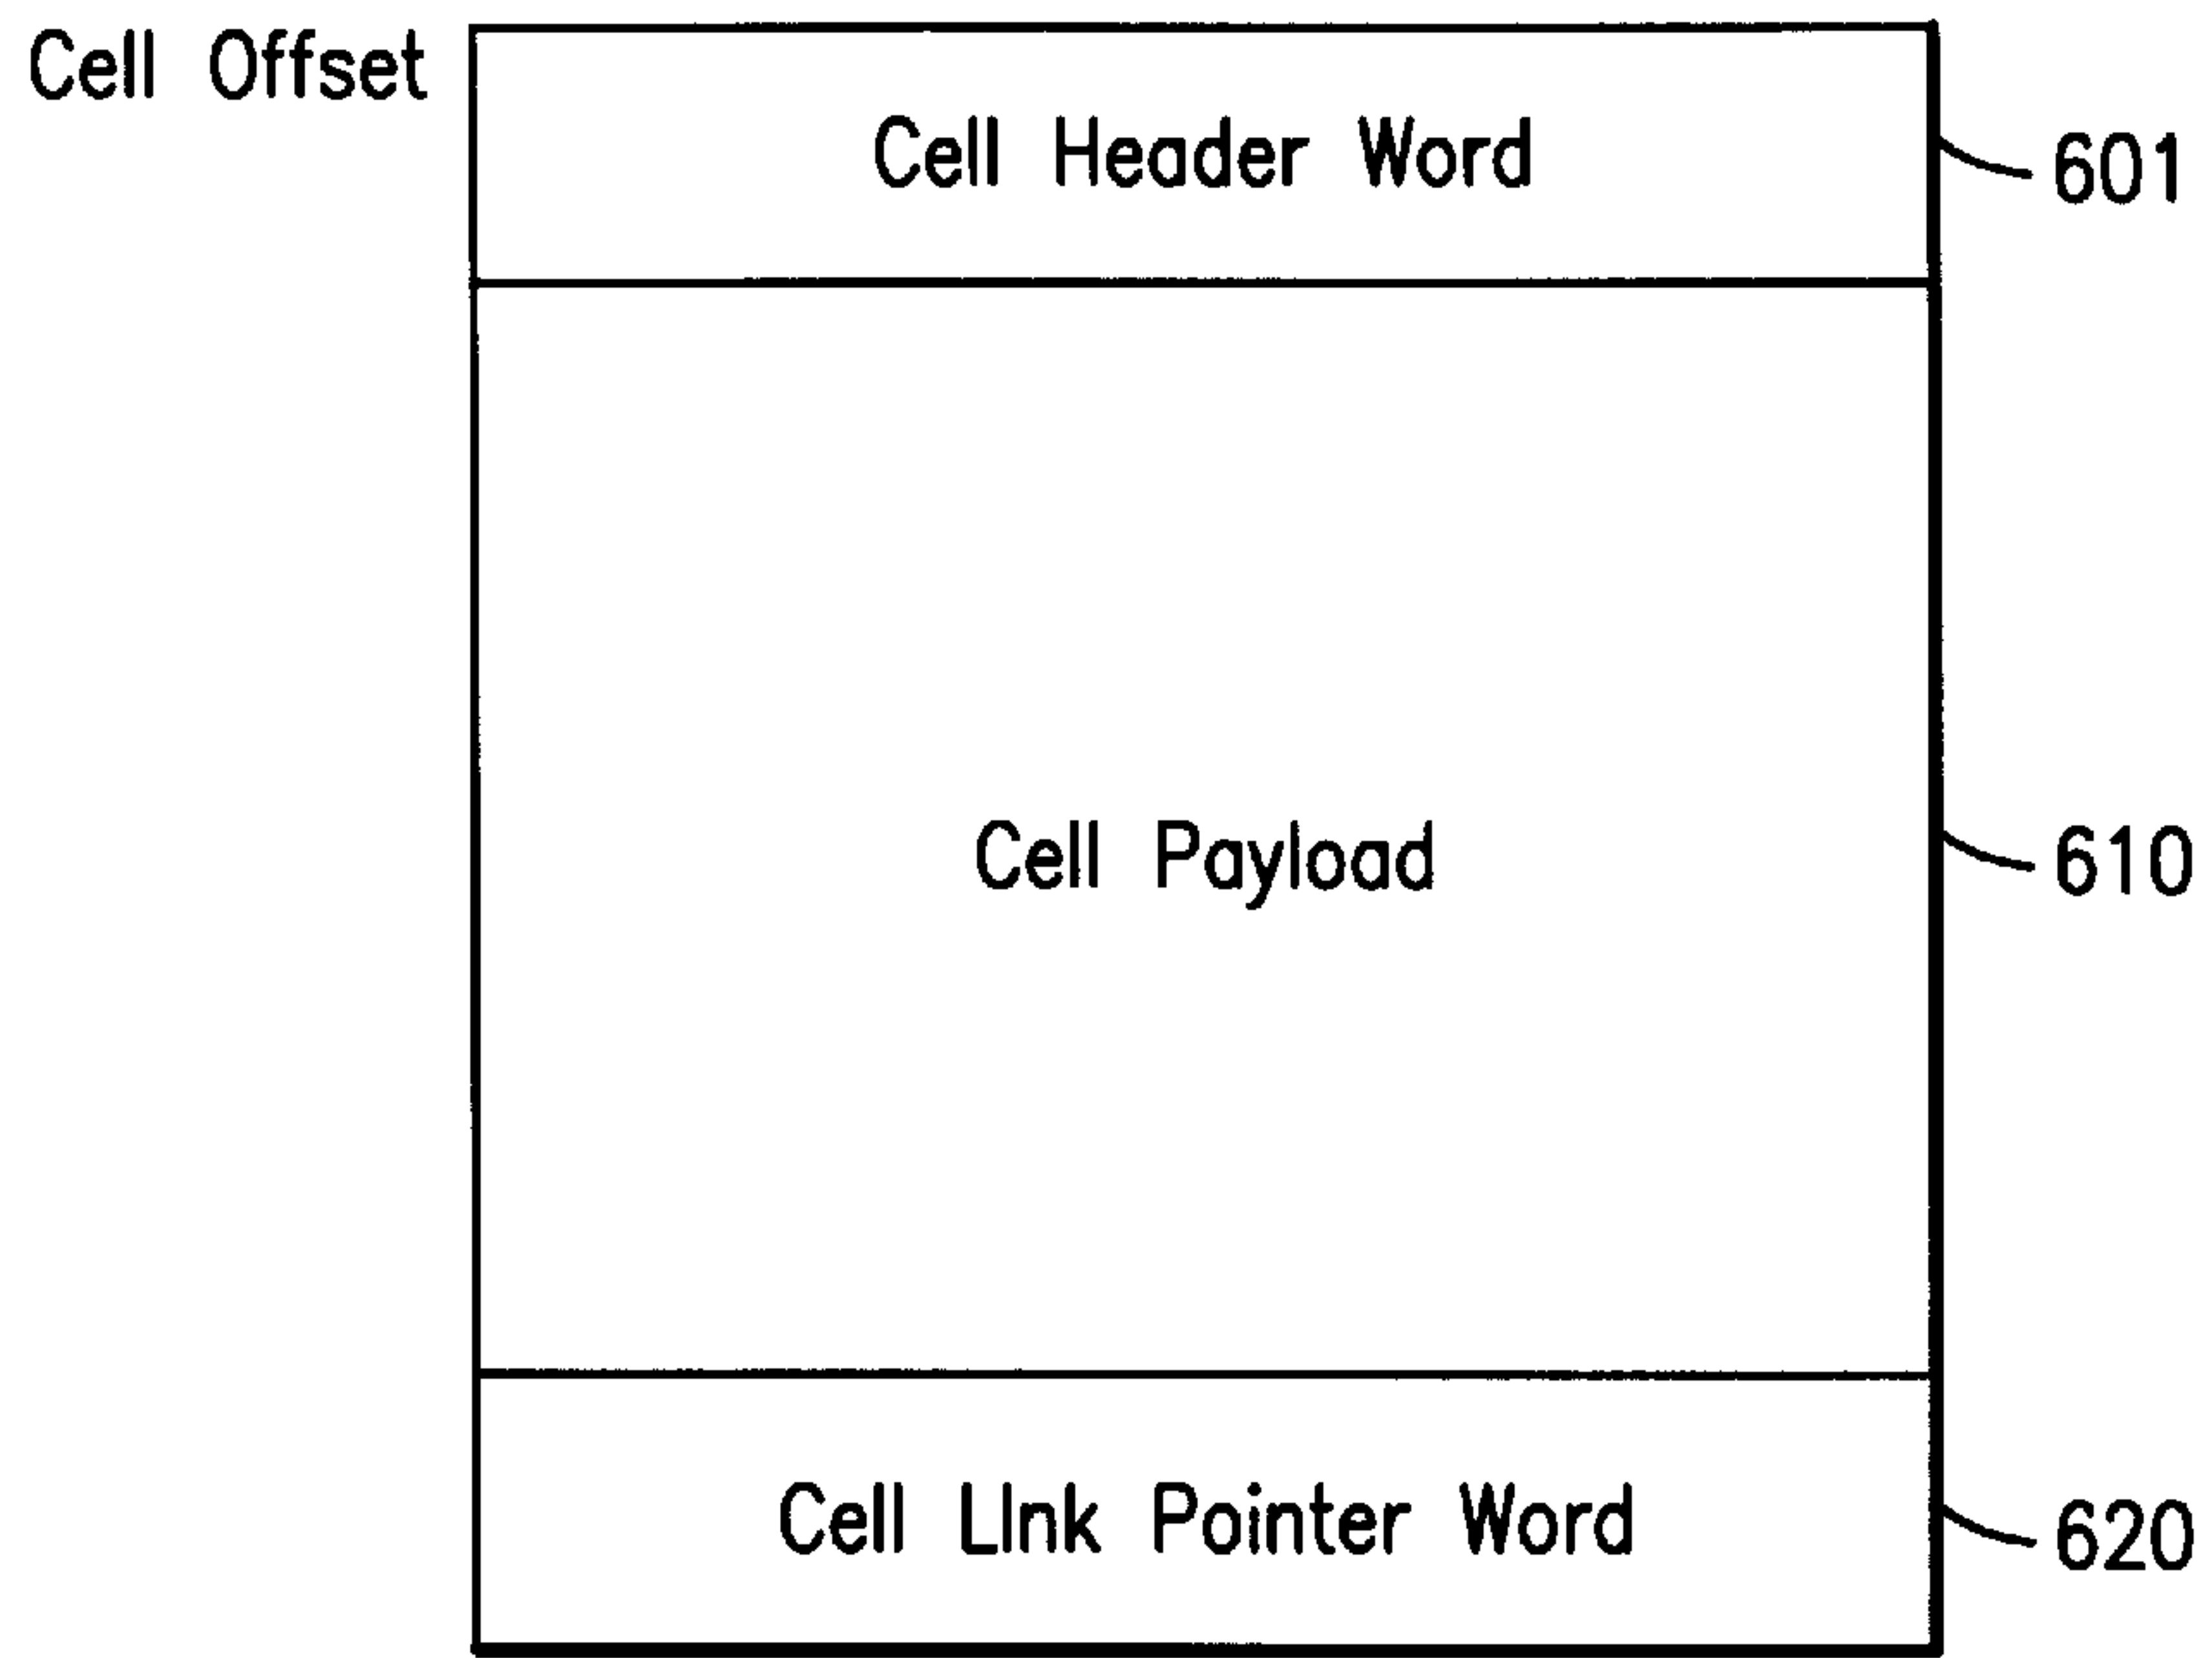 Cell Offset
Cell Header Word
601
Cell Payload
610
Cell LInk Pointer Word
620